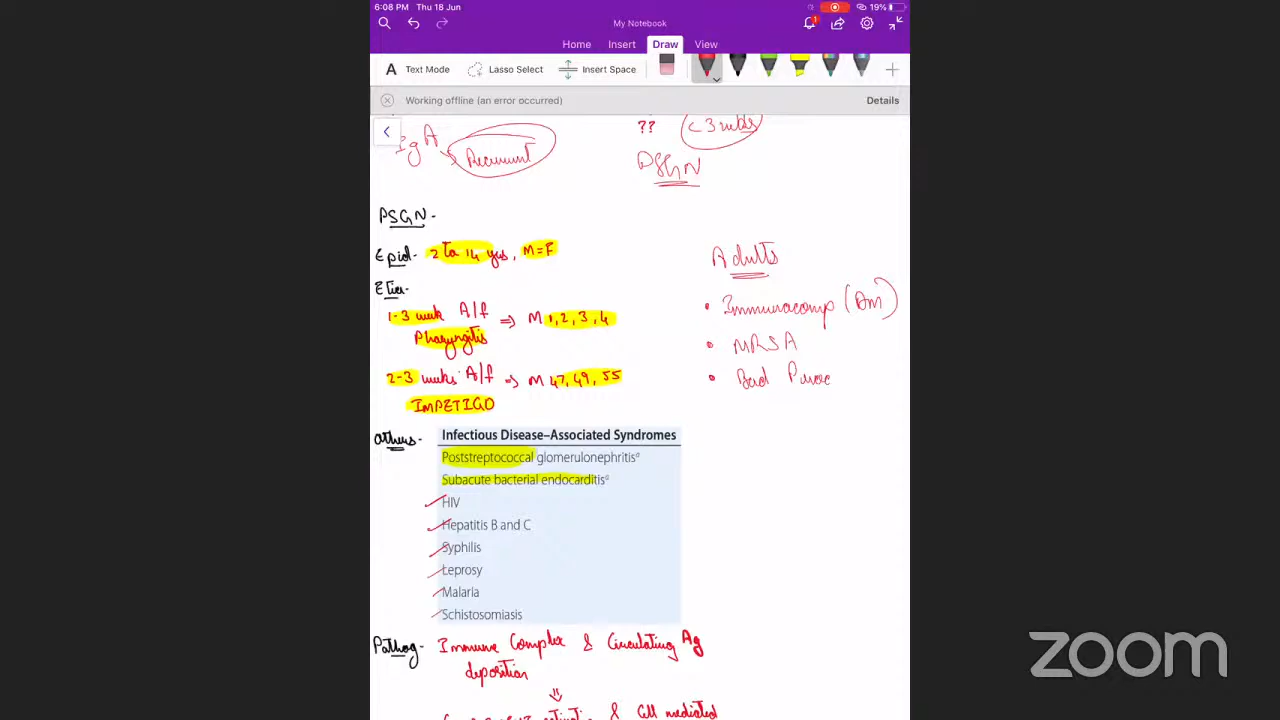 6:08 PM Thu 18 Jun
19%
My Notebook
Home Insert Draw View
A Text Mode Lasso Select Insert Space
Working offline (an error occurred) Details
IgA Recurrent
?? <3 wks
PSGN
PSGN -
Epid - 2 to 14 yrs, M=F
Adults
• Immunocomp (DM)
• MRSA
• Bad
Etio -
1-3 week A/f Pharyngitis ⇒ M 1, 2, 3, 4
2-3 weeks A/f IMPETIGO ⇒ M 47, 49, 55
others -
Infectious Disease–Associated Syndromes
Poststreptococcal glomerulonephritisᵃ
Subacute bacterial endocarditisᵃ
HIV
Hepatitis B and C
Syphilis
Leprosy
Malaria
Schistosomiasis
Pathog - Immune Complex & Circulating Ag
deposition
⇓
& Cell mediated
zoom